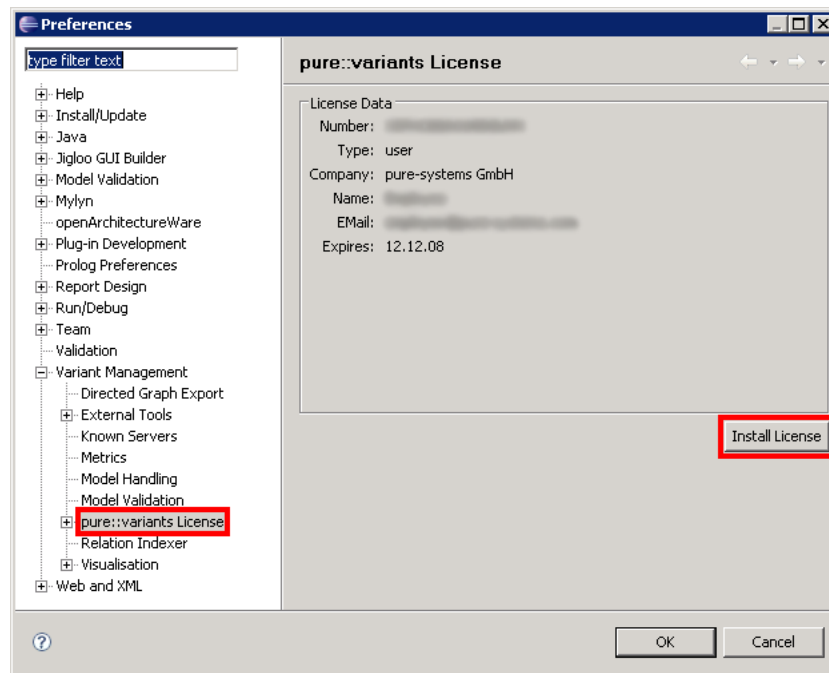 Preferences
type filter text
Help
Install/Update
Java
Jigloo GUI Builder
Model Validation
Mylyn
openArchitectureWare
Plug-in Development
Prolog Preferences
Report Design
Run/Debug
Team
Validation
Variant Management
Directed Graph Export
External Tools
Known Servers
Metrics
Model Handling
Model Validation
pure::variants License
Relation Indexer
Visualisation
Web and XML
pure::variants License
License Data
Number:
Type: user
Company: pure-systems GmbH
Name:
EMail:
Expires: 12.12.08
Install License
OK
Cancel